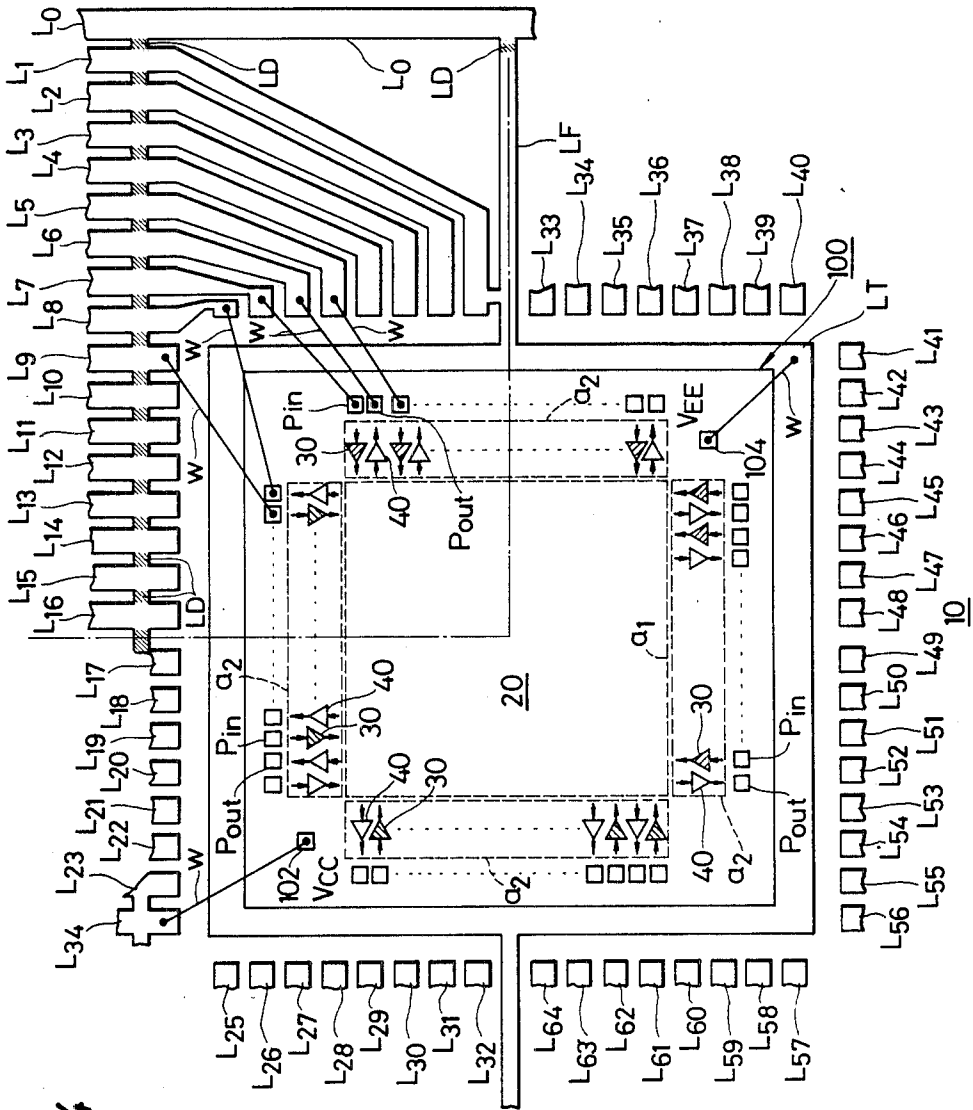 L0
L1
L2
L3
L4
L5
L6
L7
L8
L9
L10
L11
L12
L13
L14
L15
L16
L17
L18
L19
L20
L21
L22
L23
L34
LD
L0
LD
LD
LF
W
W
W
W
W
W
W
Pin
30
40
Pout
a2
a2
Pin
Pout
40
30
40
30
102
VCC
a2
20
a1
VEE
104
30
40
a2
Pin
Pout
100
LT
L33
L34
L35
L36
L37
L38
L39
L40
L41
L42
L43
L44
L45
L46
L47
L48
L49
L50
L51
L52
L53
L54
L55
L56
10
L25
L26
L27
L28
L29
L30
L31
L32
L64
L63
L62
L61
L60
L59
L58
L57